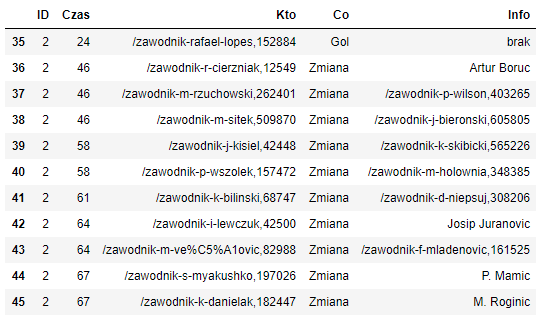 ID Czas Kto Co Info
35 2 24 /zawodnik-rafael-lopes,152884 Gol brak
36 2 46 /zawodnik-r-cierzniak,12549 Zmiana Artur Boruc
37 2 46 /zawodnik-m-rzuchowski,262401 Zmiana /zawodnik-p-wilson,403265
38 2 46 /zawodnik-m-sitek,509870 Zmiana /zawodnik-j-bieronski,605805
39 2 58 /zawodnik-j-kisiel,42448 Zmiana /zawodnik-k-skibicki,565226
40 2 58 /zawodnik-p-wszolek,157472 Zmiana /zawodnik-m-holownia,348385
41 2 61 /zawodnik-k-bilinski,68747 Zmiana /zawodnik-d-niepsuj,308206
42 2 64 /zawodnik-i-lewczuk,42500 Zmiana Josip Juranovic
43 2 64 /zawodnik-m-ve%C5%A1ovic,82988 Zmiana /zawodnik-f-mladenovic,161525
44 2 67 /zawodnik-s-myakushko,197026 Zmiana P. Mamic
45 2 67 /zawodnik-k-danielak,182447 Zmiana M. Roginic